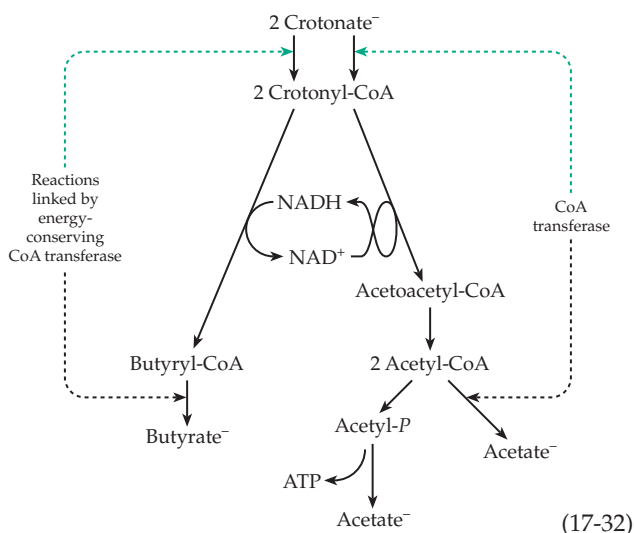 2 Crotonate⁻
2 Crotonyl-CoA
Reactions
linked by
energy-
conserving
CoA transferase
NADH
NAD⁺
CoA
transferase
Acetoacetyl-CoA
Butyryl-CoA
2 Acetyl-CoA
Butyrate⁻
Acetyl-P
Acetate⁻
ATP
Acetate⁻
(17-32)